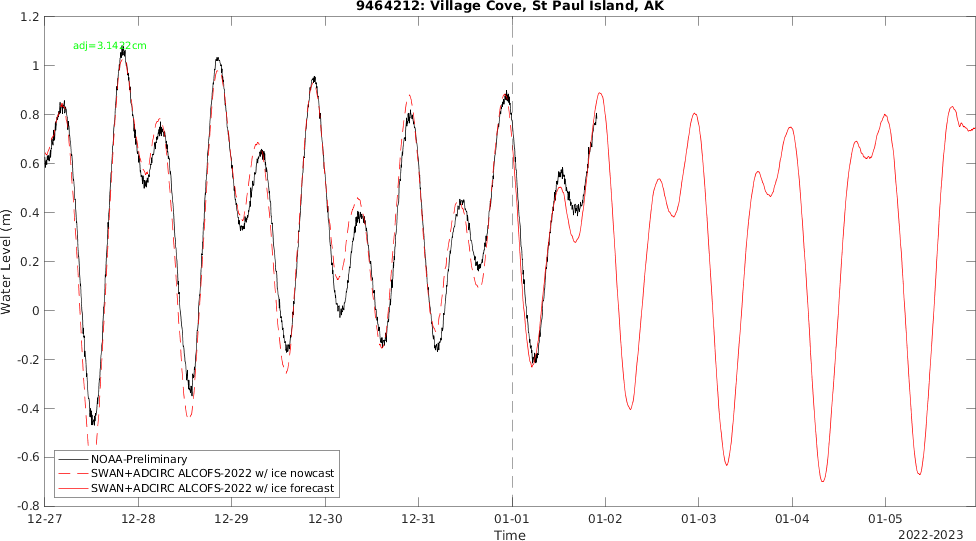 9464212: Village Cove, St Paul Island, AK
adj=3.1422cm
1.2
1
0.8
0.6
0.4
0.2
0
-0.2
-0.4
-0.6
-0.8
Water Level (m)
NOAA-Preliminary
SWAN+ADCIRC ALCOFS-2022 w/ ice nowcast
SWAN+ADCIRC ALCOFS-2022 w/ ice forecast
12-27 12-28 12-29 12-30 12-31 01-01 01-02 01-03 01-04 01-05
Time
2022-2023